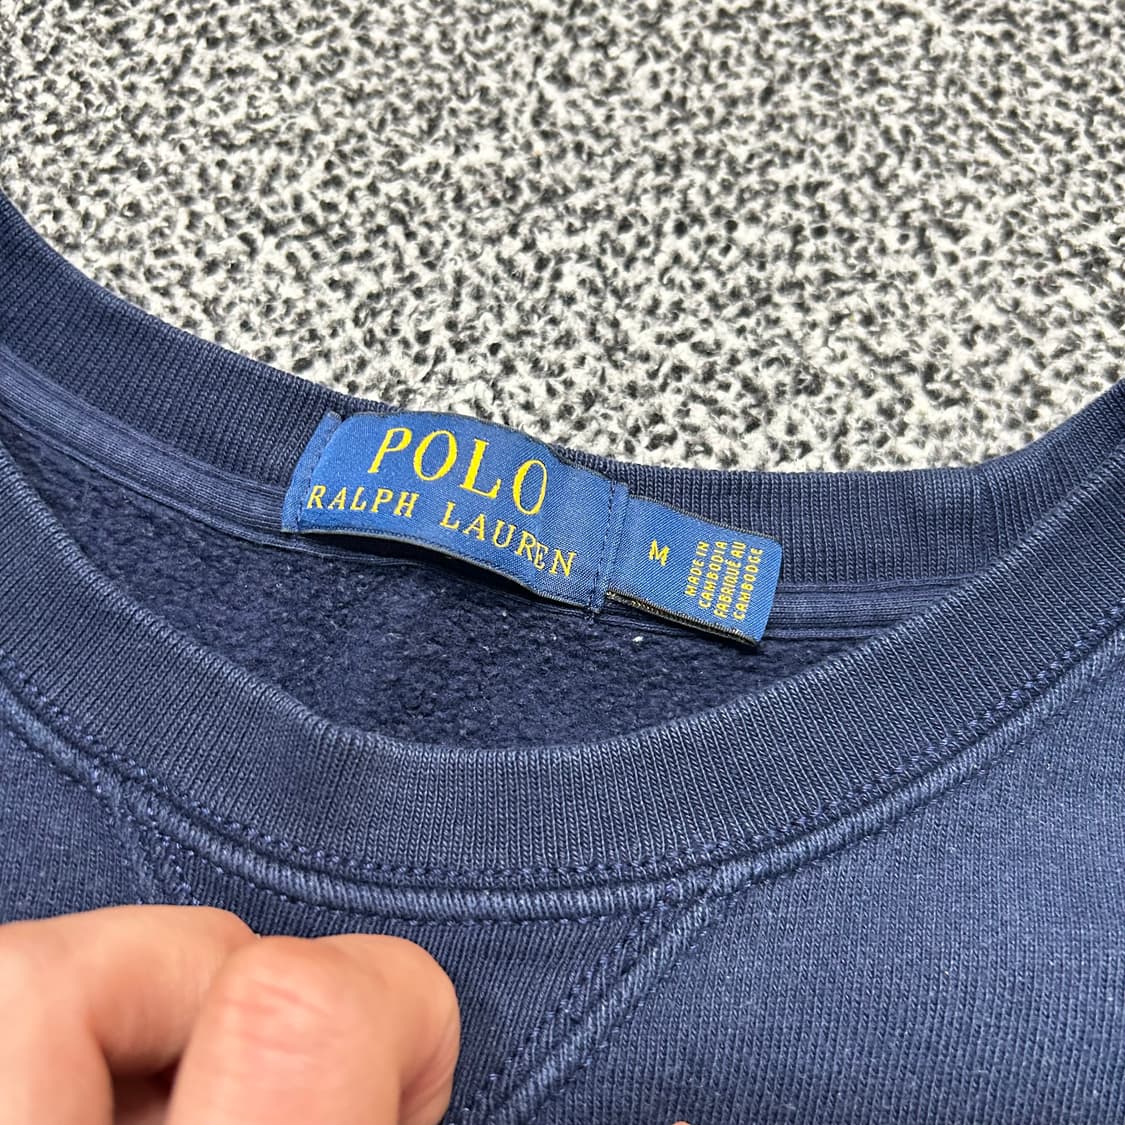 POLO
RALPH LAUREN
M
MADE IN
CAMBODIA
FABRIQUÉ AU
CAMBODGE